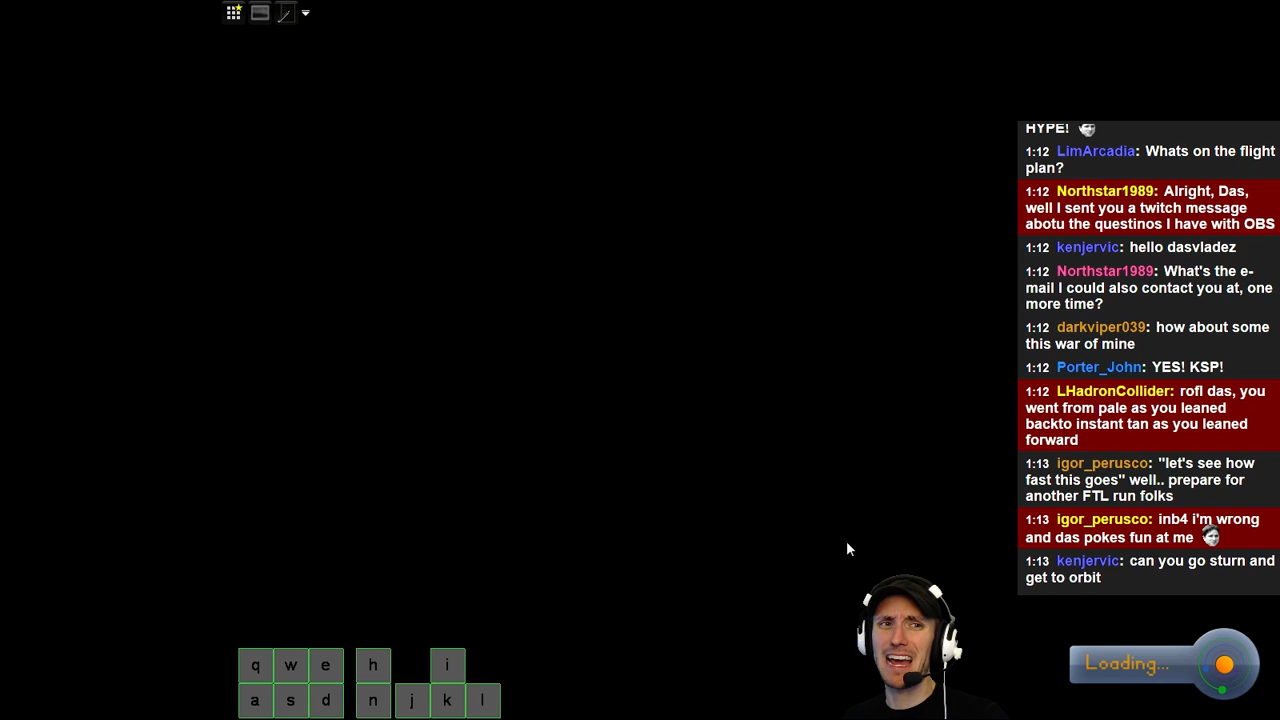 HYPE!
1:12 LimArcadia: Whats on the flight
plan?
1:12 Northstar1989: Alright, Das,
well I sent you a twitch message
abotu the questinos I have with OBS
1:12 kenjervic: hello dasvladez
1:12 Northstar1989: What's the e-
mail I could also contact you at, one
more time?
1:12 darkviper039: how about some
this war of mine
1:12 Porter_John: YES! KSP!
1:12 LHadronCollider: rofl das, you
went from pale as you leaned
backto instant tan as you leaned
forward
1:13 igor_perusco: "let's see how
fast this goes" well.. prepare for
another FTL run folks
1:13 igor_perusco: inb4 i'm wrong
and das pokes fun at me
1:13 kenjervic: can you go sturn and
get to orbit
q w e h i
a s d n j k l
Loading...